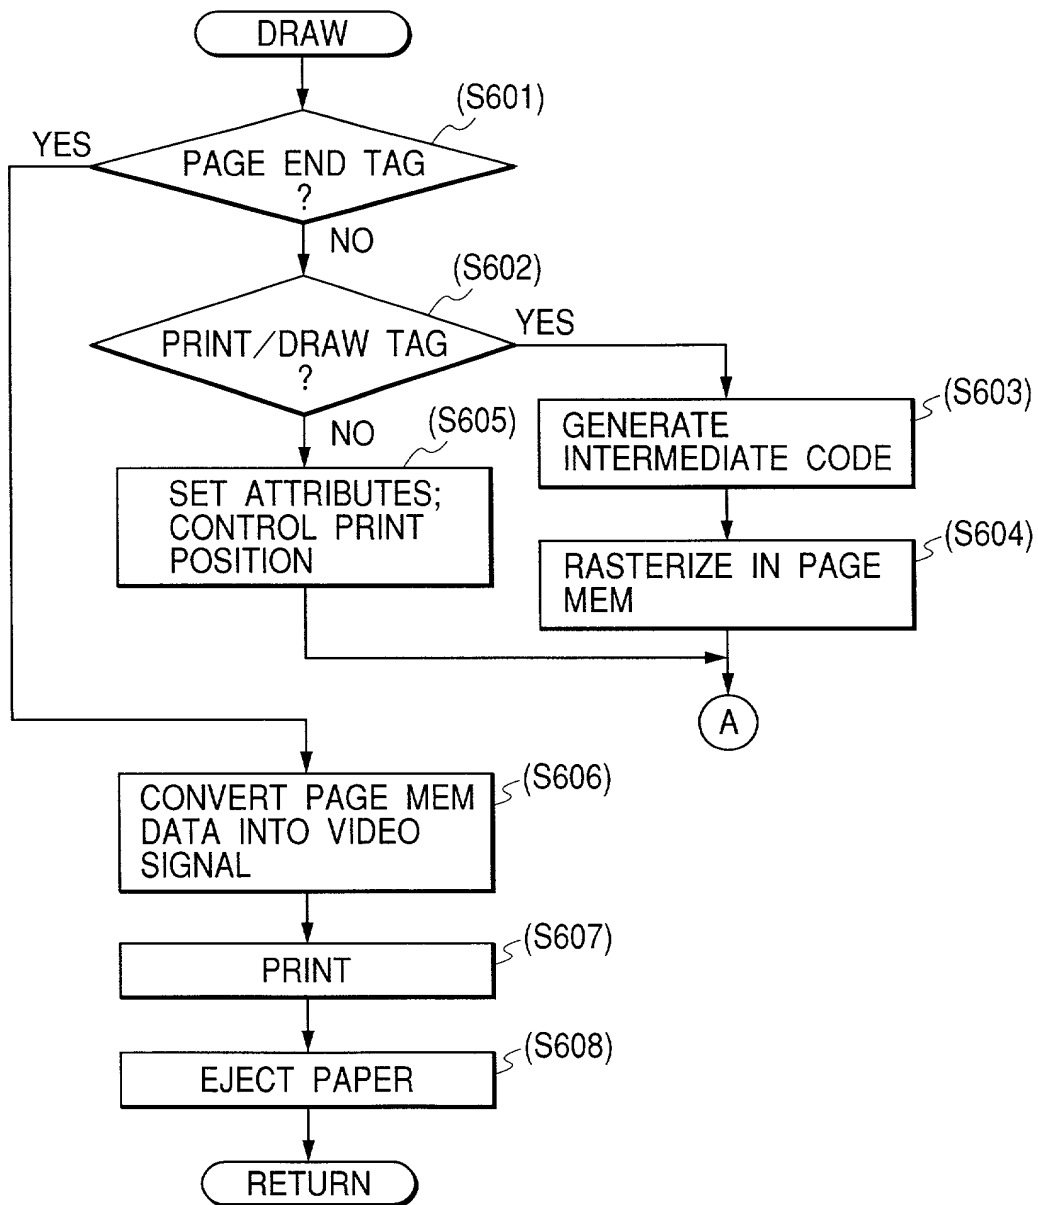 DRAW
(S601)
YES
PAGE END TAG
?
NO
(S602)
PRINT/DRAW TAG
?
YES
NO
(S605)
SET ATTRIBUTES;
CONTROL PRINT
POSITION
(S603)
GENERATE
INTERMEDIATE CODE
(S604)
RASTERIZE IN PAGE
MEM
A
(S606)
CONVERT PAGE MEM
DATA INTO VIDEO
SIGNAL
(S607)
PRINT
(S608)
EJECT PAPER
RETURN